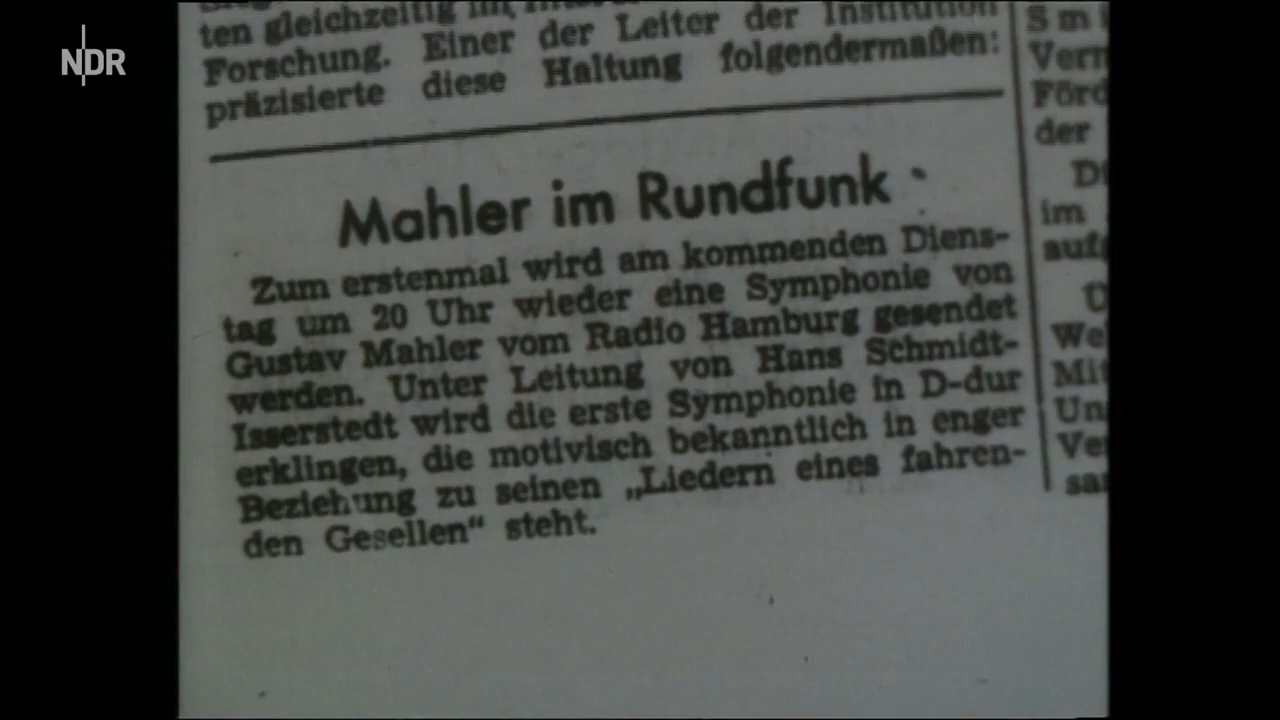 NDR
ten gleichzeitig im
Forschung. Einer der Leiter der Institution
präzisierte diese Haltung folgendermaßen:
Mahler im Rundfunk
Zum erstenmal wird am kommenden Diens-
tag um 20 Uhr wieder eine Symphonie von
Gustav Mahler vom Radio Hamburg gesendet
werden. Unter Leitung von Hans Schmidt-
Isserstedt wird die erste Symphonie in D-dur
erklingen, die motivisch bekanntlich in enger
Beziehung zu seinen „Liedern eines fahren-
den Gesellen“ steht.
der
im